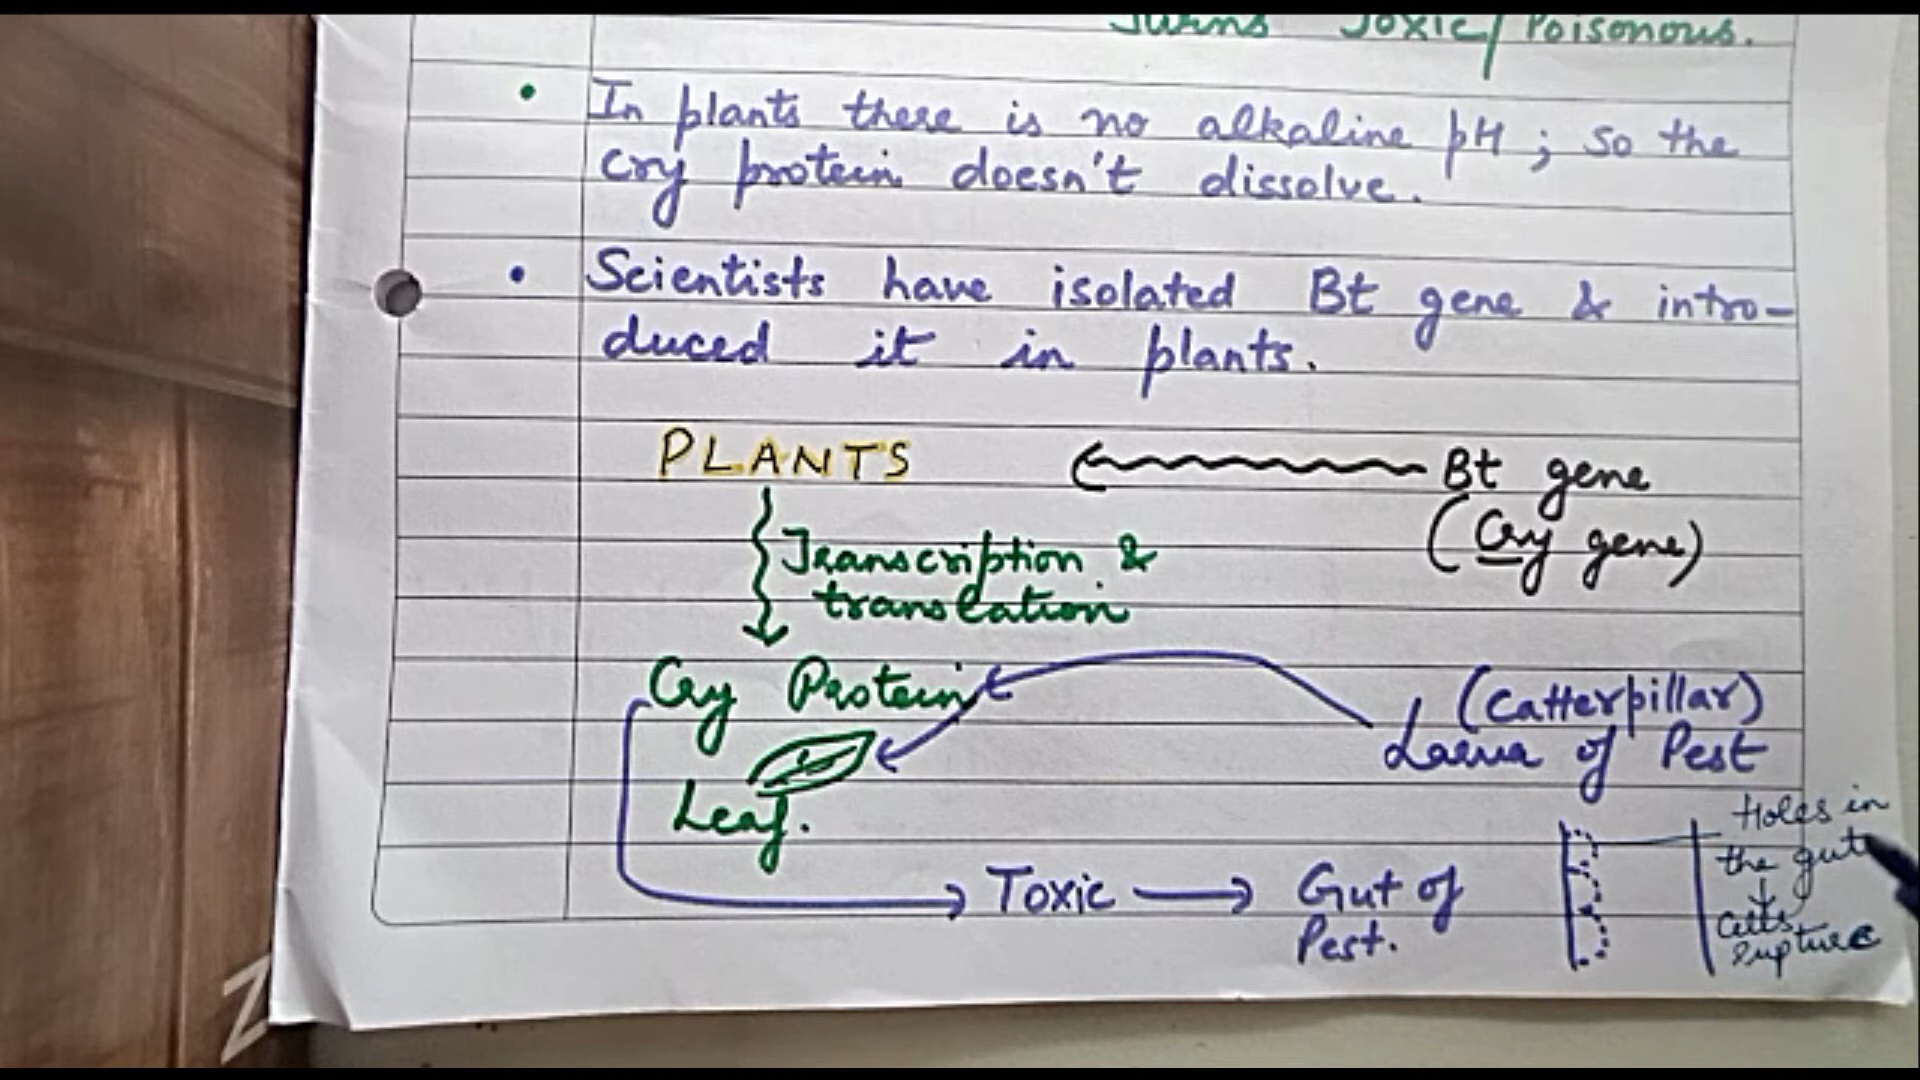 Turns Toxic/Poisonous.
• In plants there is no alkaline pH ; so the
cry protein doesn't dissolve.
• Scientists have isolated Bt gene & intro-
duced it in plants.
PLANTS Bt gene
(Cry gene)
Transcription &
translation
Cry Protein (Catterpillar)
Larva of Pest
Leaf.
Holes in
the gut
Toxic Gut of
Pest.
Cells
rupture
Z